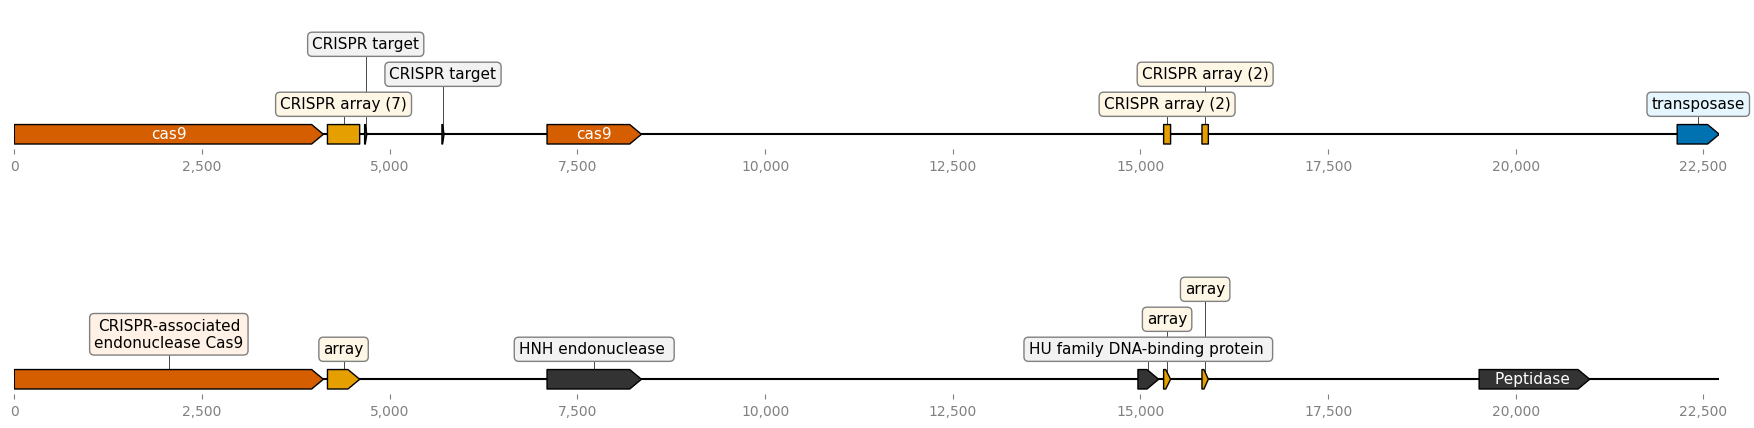 CRISPR target
CRISPR target
CRISPR array (2)
CRISPR array (7)
CRISPR array (2)
transposase
cas9
cas9
0
2,500
5,000
7,500
10,000
12,500
15,000
17,500
20,000
22,500
array
array
CRISPR-associated
endonuclease Cas9
array
HNH endonuclease
HU family DNA-binding protein
Peptidase
0
2,500
5,000
7,500
10,000
12,500
15,000
17,500
20,000
22,500